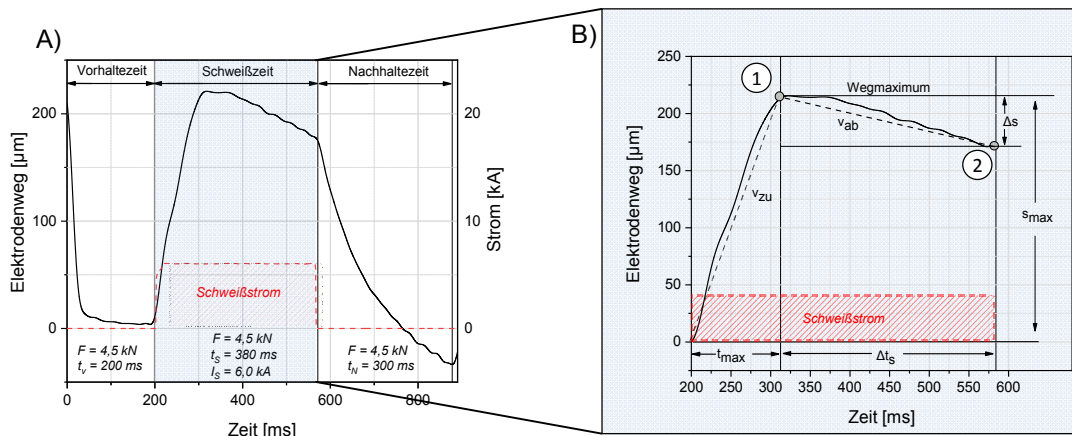 A)
Vorhaltezeit
Schweißzeit
Nachhaltezeit
Elektrodenweg [µm]
200
100
0
20
10
0
Strom [kA]
Schweißstrom
F = 4,5 kN
t_v = 200 ms
F = 4,5 kN
t_S = 380 ms
I_S = 6,0 kA
F = 4,5 kN
t_N = 300 ms
0 200 400 600 800
Zeit [ms]
B)
Elektrodenweg [µm]
250
200
150
100
50
0
1
Wegmaximum
v_ab
Δs
2
v_zu
s_max
Schweißstrom
t_max
Δt_s
200 250 300 350 400 450 500 550 600
Zeit [ms]